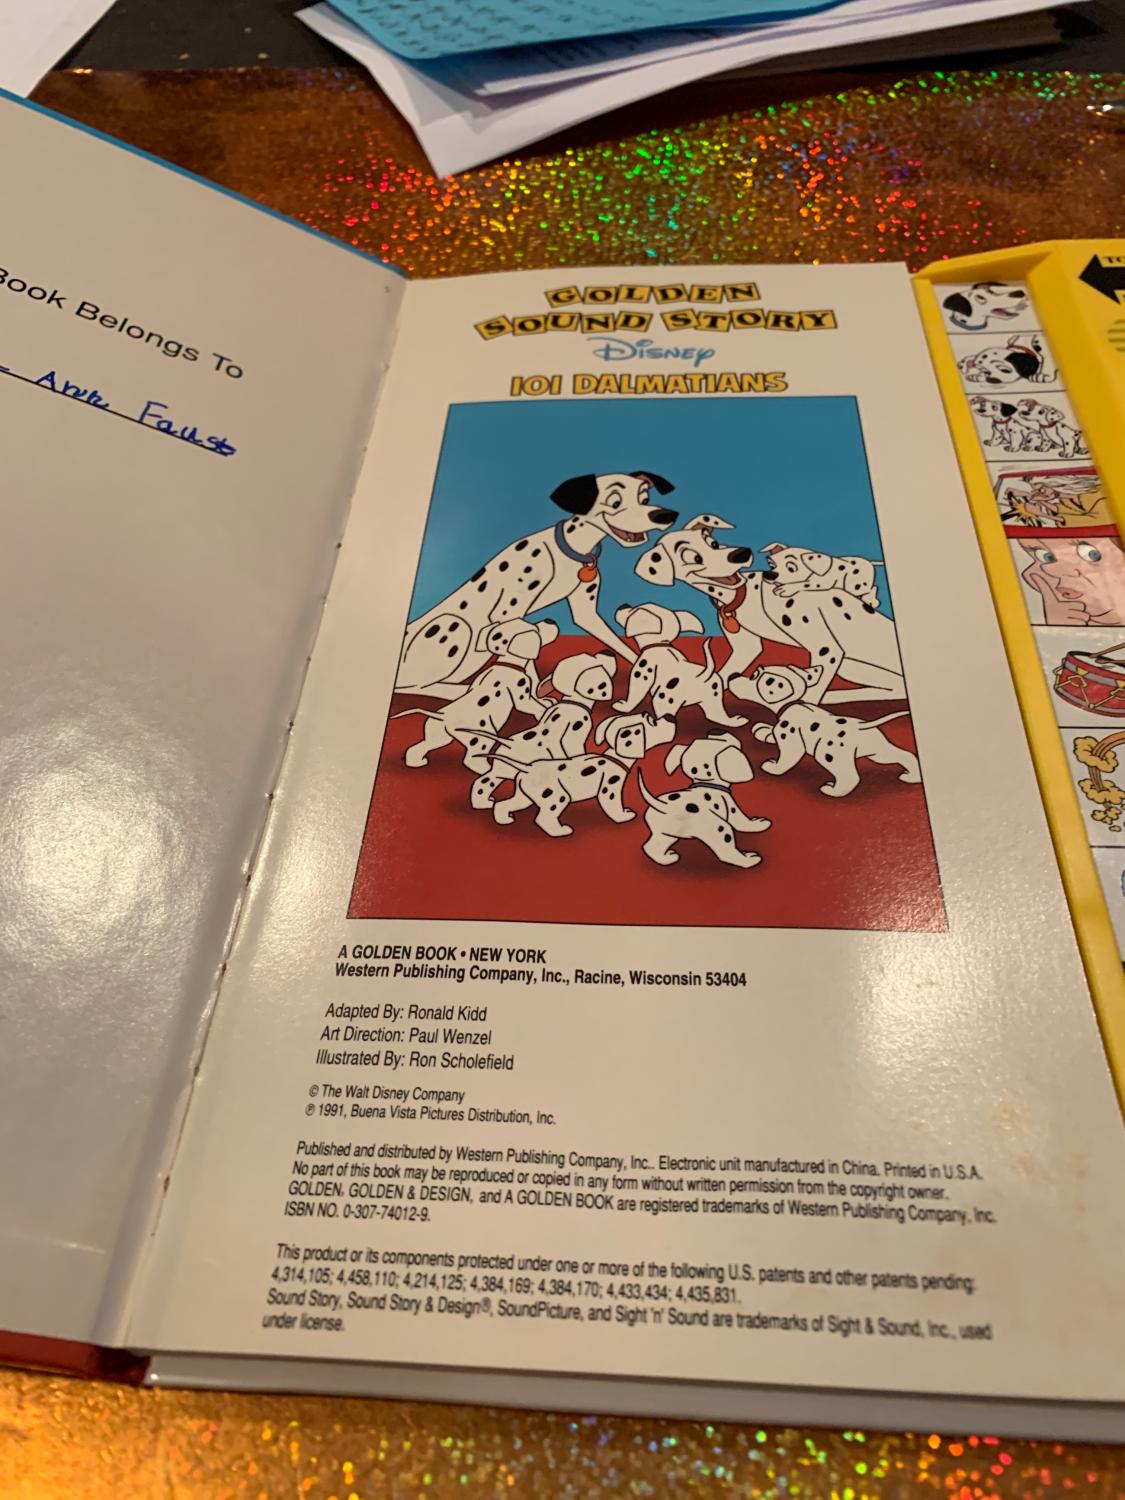 Book Belongs To
Ann Faust
GOLDEN
SOUND STORY
Disney
101 DALMATIANS
A GOLDEN BOOK • NEW YORK
Western Publishing Company, Inc., Racine, Wisconsin 53404
Adapted By: Ronald Kidd
Art Direction: Paul Wenzel
Illustrated By: Ron Scholefield
© The Walt Disney Company
℗ 1991, Buena Vista Pictures Distribution, Inc.
Published and distributed by Western Publishing Company, Inc.. Electronic unit manufactured in China. Printed in U.S.A.
No part of this book may be reproduced or copied in any form without written permission from the copyright owner.
GOLDEN, GOLDEN & DESIGN, and A GOLDEN BOOK are registered trademarks of Western Publishing Company, Inc.
ISBN NO. 0-307-74012-9.
This product or its components protected under one or more of the following U.S. patents and other patents pending:
4,314,105; 4,458,110; 4,214,125; 4,384,169; 4,384,170; 4,433,434; 4,435,831.
Sound Story, Sound Story & Design®, SoundPicture, and Sight 'n' Sound are trademarks of Sight & Sound, Inc., used
under license.